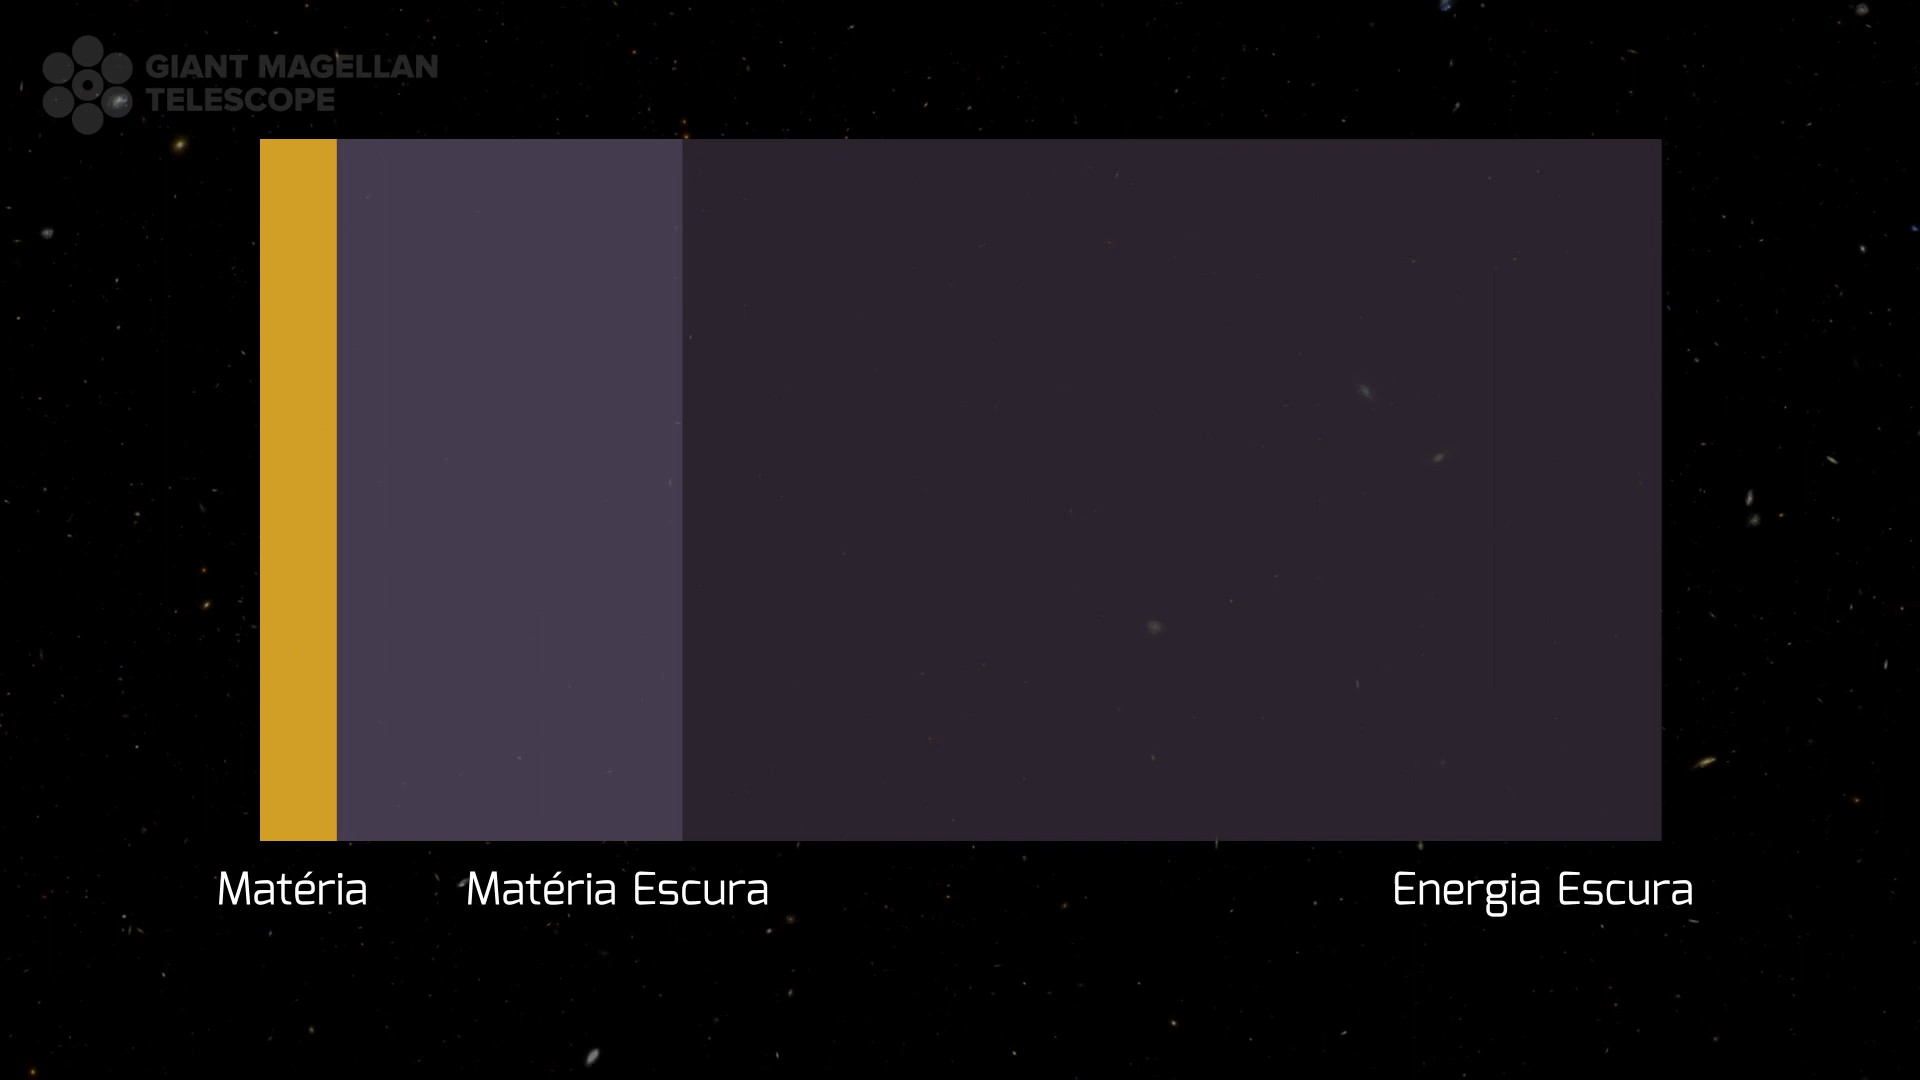 GIANT MAGELLAN
TELESCOPE
Matéria
Matéria Escura
Energia Escura